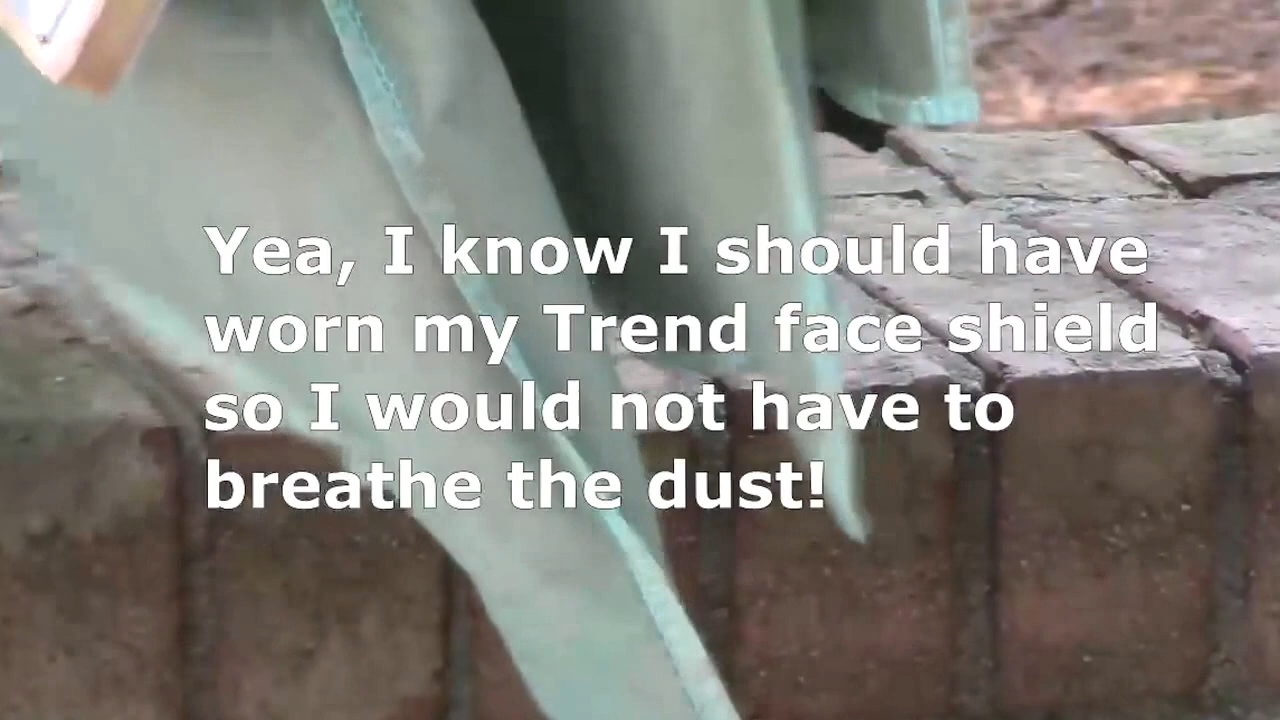 Yea, I know I should have
worn my Trend face shield
so I would not have to
breathe the dust!